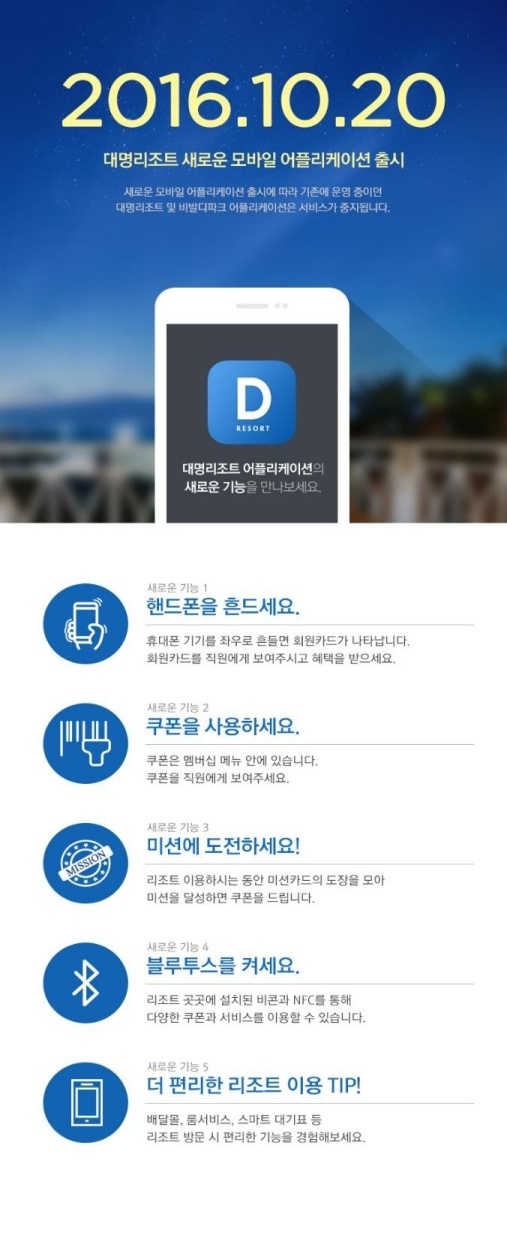 2016.10.20
대명리조트 새로운 모바일 어플리케이션 출시
새로운 모바일 어플리케이션 출시에 따라 기존에 운영 중이던
대명리조트 및 비발디파크 어플리케이션은 서비스가 중지됩니다.
D
RESORT
대명리조트 어플리케이션의
새로운 기능을 만나보세요.
새로운 기능 1
핸드폰을 흔드세요.
휴대폰 기기를 좌우로 흔들면 회원카드가 나타납니다.
회원카드를 직원에게 보여주시고 혜택을 받으세요.
새로운 기능 2
쿠폰을 사용하세요.
쿠폰은 멤버십 메뉴 안에 있습니다.
쿠폰을 직원에게 보여주세요.
새로운 기능 3
미션에 도전하세요!
MISSION
리조트 이용하시는 동안 미션카드의 도장을 모아
미션을 달성하면 쿠폰을 드립니다.
새로운 기능 4
블루투스를 켜세요.
리조트 곳곳에 설치된 비콘과 NFC를 통해
다양한 쿠폰과 서비스를 이용할 수 있습니다.
새로운 기능 5
더 편리한 리조트 이용 TIP!
배달몰, 룸서비스, 스마트 대기표 등
리조트 방문 시 편리한 기능을 경험해보세요.